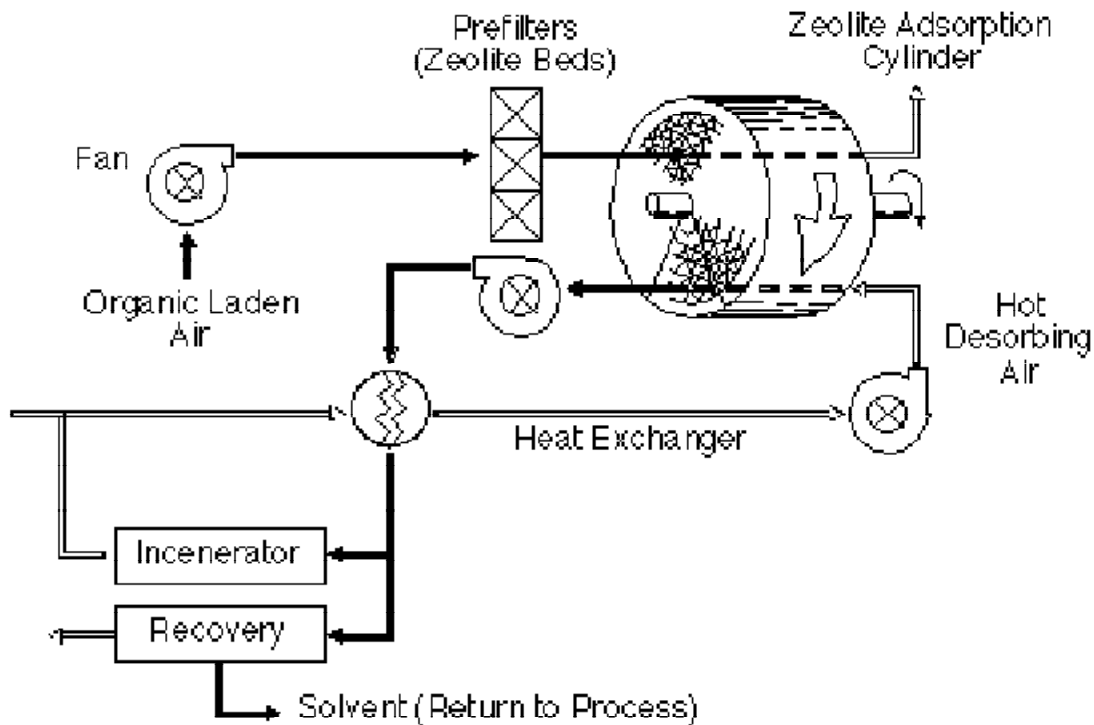 Prefilters
(Zeolite Beds)
Zeolite Adsorption
Cylinder
Fan
Organic Laden
Air
Hot
Desorbing
Air
Heat Exchanger
Incenerator
Recovery
Solvent (Return to Process)